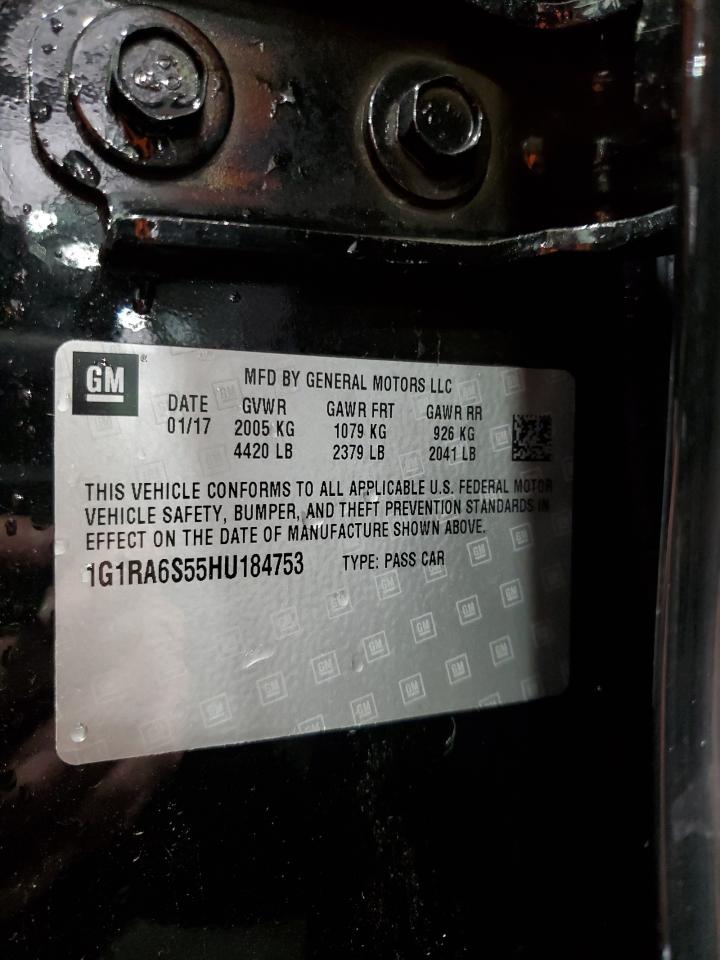 GM
MFD BY GENERAL MOTORS LLC
DATE GVWR GAWR FRT GAWR RR
01/17 2005 KG 1079 KG 926 KG
4420 LB 2379 LB 2041 LB
THIS VEHICLE CONFORMS TO ALL APPLICABLE U.S. FEDERAL MOTOR
VEHICLE SAFETY, BUMPER, AND THEFT PREVENTION STANDARDS IN
EFFECT ON THE DATE OF MANUFACTURE SHOWN ABOVE.
1G1RA6S55HU184753 TYPE: PASS CAR